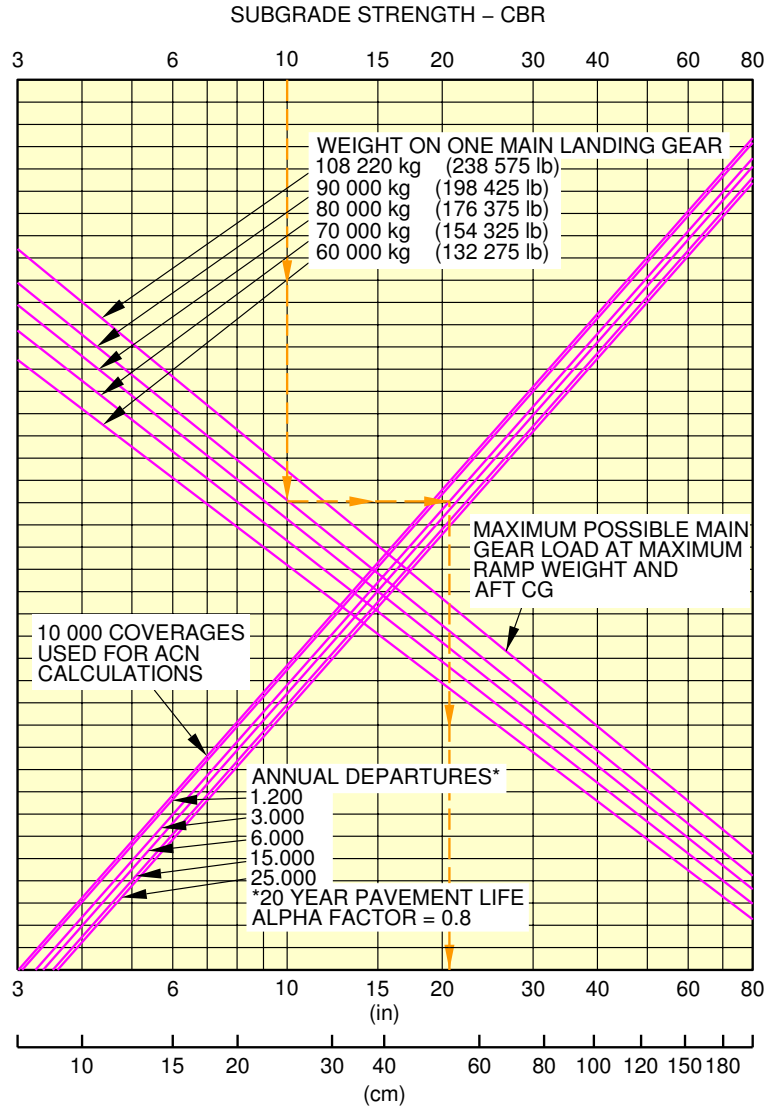 SUBGRADE STRENGTH – CBR
3 6 10 15 20 30 40 60 80
WEIGHT ON ONE MAIN LANDING GEAR
108 220 kg (238 575 lb)
90 000 kg (198 425 lb)
80 000 kg (176 375 lb)
70 000 kg (154 325 lb)
60 000 kg (132 275 lb)
MAXIMUM POSSIBLE MAIN
GEAR LOAD AT MAXIMUM
RAMP WEIGHT AND
AFT CG
10 000 COVERAGES
USED FOR ACN
CALCULATIONS
ANNUAL DEPARTURES*
1.200
3.000
6.000
15.000
25.000
*20 YEAR PAVEMENT LIFE
ALPHA FACTOR = 0.8
3 6 10 15 20 30 40 60 80
(in)
10 15 20 30 40 60 80 100 120 150 180
(cm)